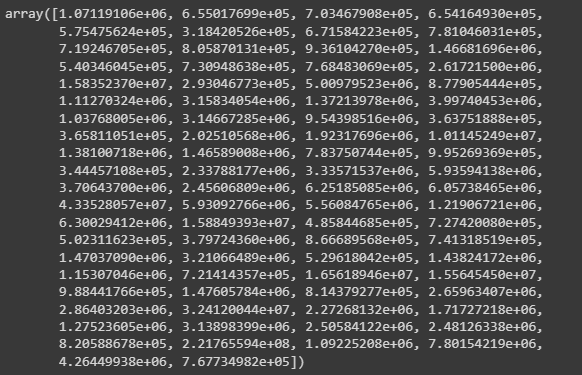 array([1.07119106e+06, 6.55017699e+05, 7.03467908e+05, 6.54164930e+05,
5.75475624e+05, 3.18420526e+05, 6.71584223e+05, 7.81046031e+05,
7.19246705e+05, 8.05870131e+05, 9.36104270e+05, 1.46681696e+06,
5.40346045e+05, 7.30948638e+05, 7.68483069e+05, 2.61721500e+06,
1.58352370e+07, 2.93046773e+05, 5.00979523e+06, 8.77905444e+05,
1.11270324e+06, 3.15834054e+06, 1.37213978e+06, 3.99740453e+06,
1.03768005e+06, 3.14667285e+06, 9.54398516e+06, 3.63751888e+05,
3.65811051e+05, 2.02510568e+06, 1.92317696e+06, 1.01145249e+07,
1.38100718e+06, 1.46589008e+06, 7.83750744e+05, 9.95269369e+05,
3.44457108e+05, 2.33788177e+06, 3.33571537e+06, 5.93594138e+06,
3.70643700e+06, 2.45606809e+06, 6.25185085e+06, 6.05738465e+06,
4.33528057e+07, 5.93092766e+06, 5.56084765e+06, 1.21906721e+06,
6.30029412e+06, 1.58849393e+07, 4.85844685e+05, 7.27420080e+05,
5.02311623e+05, 3.79724360e+06, 8.66689568e+05, 7.41318519e+05,
1.47037090e+06, 3.21066489e+06, 5.29618042e+05, 1.43824172e+06,
1.15307046e+06, 7.21414357e+05, 1.65618946e+07, 1.55645450e+07,
9.88441766e+05, 1.47605784e+06, 8.14379277e+05, 2.65963407e+06,
2.86403203e+06, 3.24120044e+07, 2.27268132e+06, 1.71727218e+06,
1.27523605e+06, 3.13898399e+06, 2.50584122e+06, 2.48126338e+06,
8.20588678e+05, 2.21765594e+08, 1.09225208e+06, 7.80154219e+06,
4.26449938e+06, 7.67734982e+05])